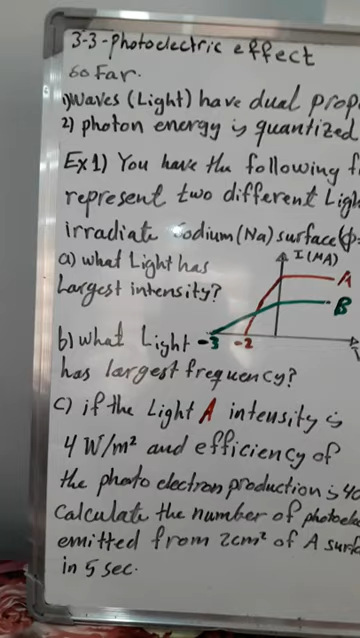 3-3-Photoelectric effect
so far.
1)Waves (Light) have dual prop
2) photon energy is quantized
Ex1) You have the following f
represent two different Ligh
irradiate Sodium(Na) surface(ϕ=
a) what Light has
I (MA)
A
Largest intensity?
B
b) what Light
-3 -2
has largest frequency?
c) if the Light A intensity is
4 W/m² and efficiency of
the photo electron production is 40
Calculate the number of photoele
emitted from 2cm² of A surf
in 5 sec.